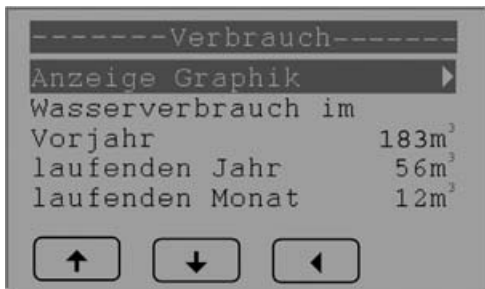 -------Verbrauch-------
Anzeige Graphik
Wasserverbrauch im
Vorjahr 183m³
laufenden Jahr 56m³
laufenden Monat 12m³